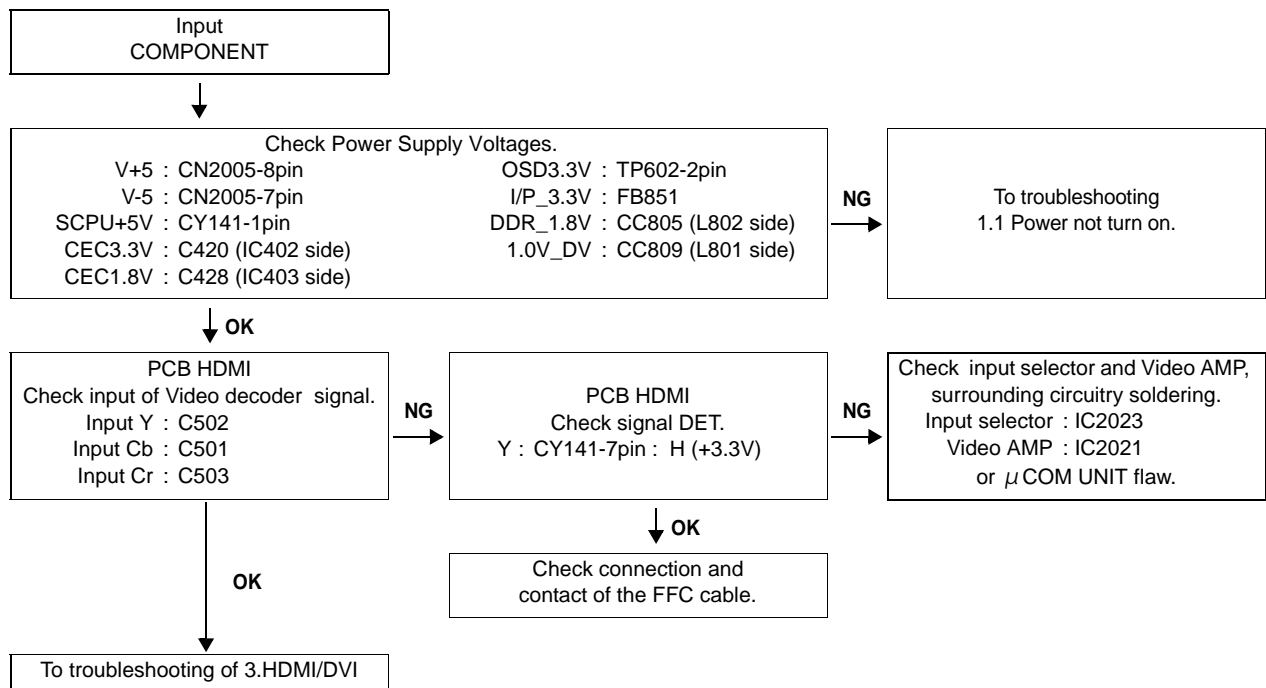 Input
COMPONENT
Check Power Supply Voltages.
V+5 : CN2005-8pin
V-5 : CN2005-7pin
SCPU+5V : CY141-1pin
CEC3.3V : C420 (IC402 side)
CEC1.8V : C428 (IC403 side)
OSD3.3V : TP602-2pin
I/P_3.3V : FB851
DDR_1.8V : CC805 (L802 side)
1.0V_DV : CC809 (L801 side)
NG
To troubleshooting
1.1 Power not turn on.
OK
PCB HDMI
Check input of Video decoder signal.
Input Y : C502
Input Cb : C501
Input Cr : C503
NG
PCB HDMI
Check signal DET.
Y : CY141-7pin : H (+3.3V)
NG
Check input selector and Video AMP,
surrounding circuitry soldering.
Input selector : IC2023
Video AMP : IC2021
or μCOM UNIT flaw.
OK
Check connection and
contact of the FFC cable.
OK
To troubleshooting of 3.HDMI/DVI